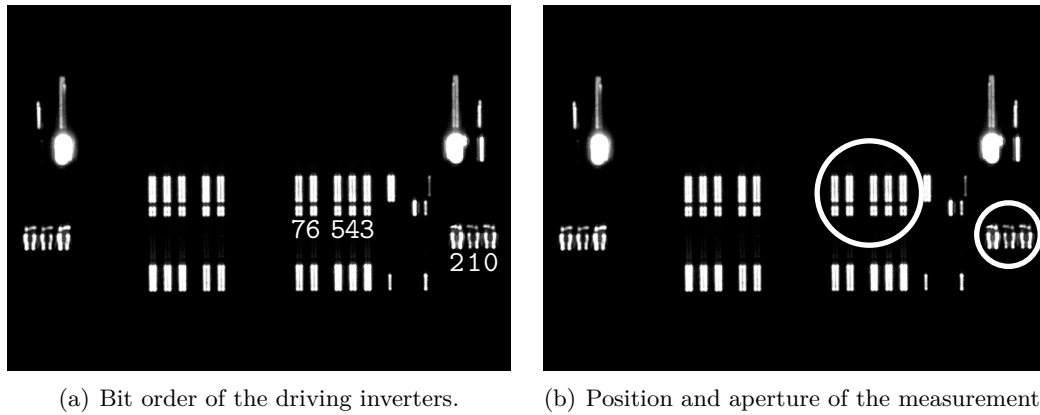 76 543
210
(a) Bit order of the driving inverters.
(b) Position and aperture of the measurement